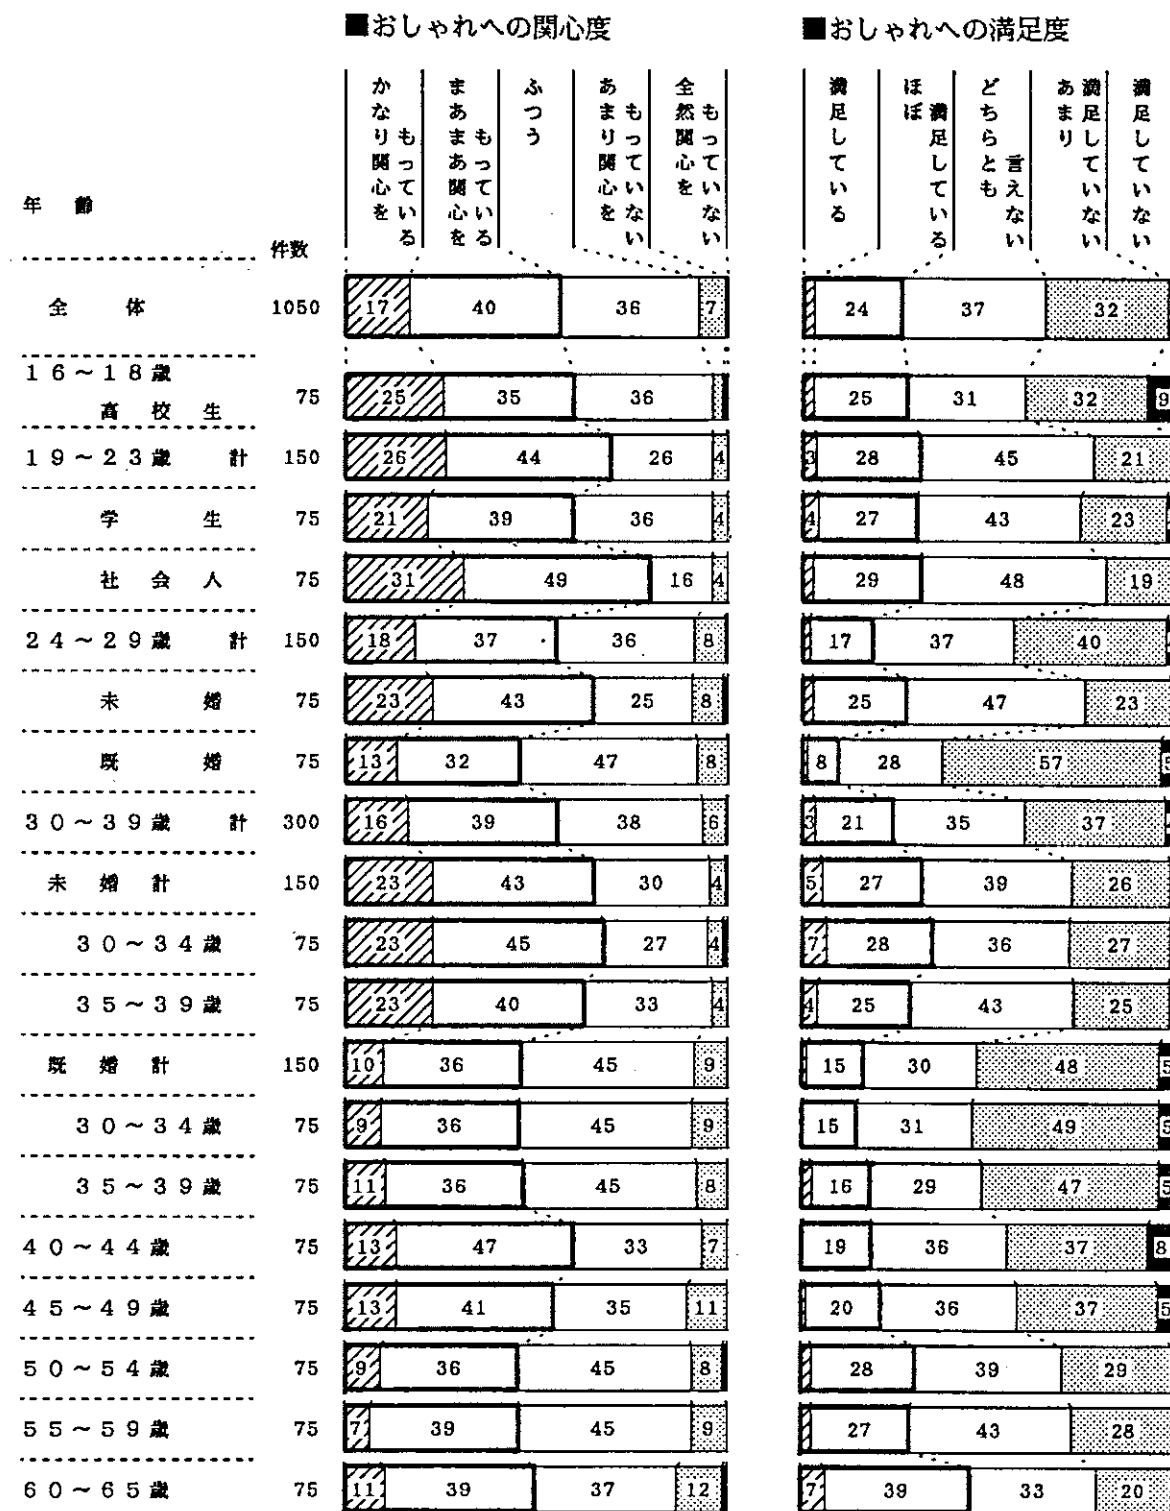 ■おしゃれへの関心度
■おしゃれへの満足度
かなり関心をもっている
まあまあ関心をもっている
ふつう
あまり関心をもっていない
全然関心をもっていない
満足している
ほぼ満足している
どちらとも言えない
あまり満足していない
満足していない
年齢
件数
全体 1050 17 40 36 7 24 37 32
16~18歳
高校生 75 25 35 36 25 31 32 9
19~23歳 計 150 26 44 26 4 3 28 45 21
学生 75 21 39 36 4 4 27 43 23
社会人 75 31 49 16 4 29 48 19
24~29歳 計 150 18 37 36 8 17 37 40
未婚 75 23 43 25 8 25 47 23
既婚 75 13 32 47 8 8 28 57 5
30~39歳 計 300 16 39 38 6 3 21 35 37
未婚計 150 23 43 30 4 5 27 39 26
30~34歳 75 23 45 27 4 7 28 36 27
35~39歳 75 23 40 33 4 4 25 43 25
既婚計 150 10 36 45 9 15 30 48 5
30~34歳 75 9 36 45 9 15 31 49 5
35~39歳 75 11 36 45 8 16 29 47 5
40~44歳 75 13 47 33 7 19 36 37 8
45~49歳 75 13 41 35 11 20 36 37 5
50~54歳 75 9 36 45 8 28 39 29
55~59歳 75 7 39 45 9 27 43 28
60~65歳 75 11 39 37 12 7 39 33 20